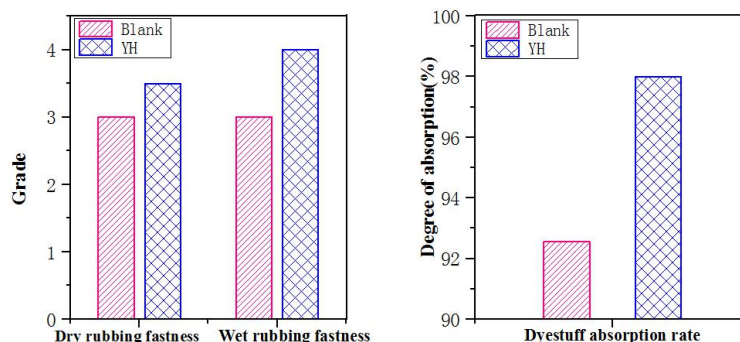 Blank
YH
4
3
2
1
0
Grade
Dry rubbing fastness
Wet rubbing fastness
Blank
YH
100
98
96
94
92
90
Degree of absorption(%)
Dyestuff absorption rate